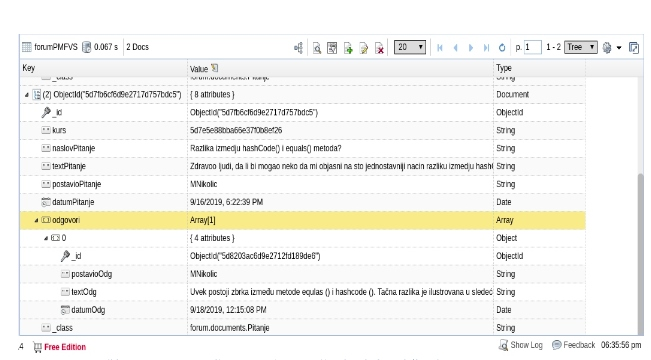 forumPMFVS 0.067 s 2 Docs 20 p. 1 1 - 2 Tree
Key Value Type
_class forum.documents.Pitanje String
(2) ObjectId("5d7fb6cf6d9e2717d757bdc5") { 8 attributes } Document
_id ObjectId("5d7fb6cf6d9e2717d757bdc5") ObjectId
kurs 5d7e5e88bba66e37f0b8ef26 String
naslovPitanje Razlika izmedju hashCode() i equals() metoda? String
textPitanje Zdravoo ljudi, da li bi mogao neko da mi objasni na sto jednostavniji nacin razliku izmedju hashl String
postavioPitanje MNikolic String
datumPitanje 9/16/2019, 6:22:39 PM Date
odgovori Array[1] Array
0 { 4 attributes } Object
_id ObjectId("5d8203ac6d9e2712fd189de6") ObjectId
postavioOdg MNikolic String
textOdg Uvek postoji zbrka između metode equlas () i hashcode (). Tačna razlika je ilustrovana u sledeć String
datumOdg 9/18/2019, 12:15:08 PM Date
_class forum.documents.Pitanje String
.4 Free Edition Show Log Feedback 06:35:56 pm